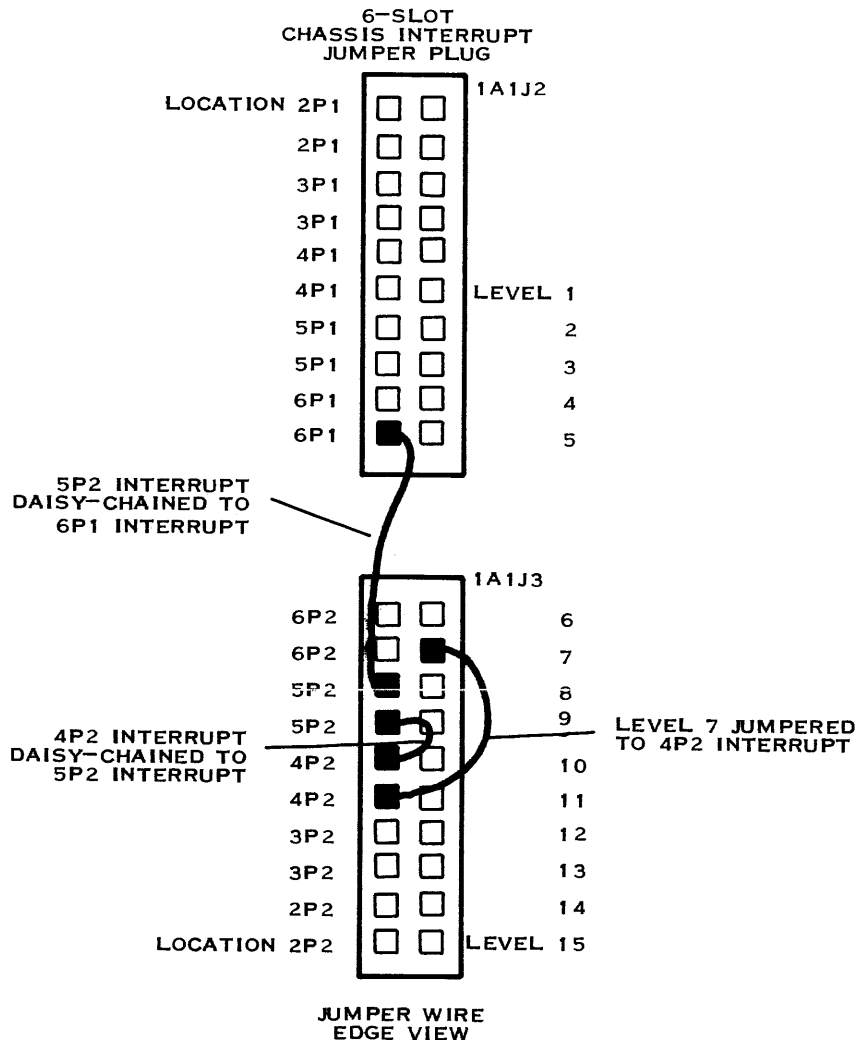 6-SLOT
CHASSIS INTERRUPT
JUMPER PLUG
1A1J2
LOCATION 2P1
2P1
3P1
3P1
4P1
4P1 LEVEL 1
5P1 2
5P1 3
6P1 4
6P1 5
5P2 INTERRUPT
DAISY-CHAINED TO
6P1 INTERRUPT
1A1J3
6P2 6
6P2 7
5P2 8
5P2 9
4P2 10
4P2 11
3P2 12
3P2 13
2P2 14
LOCATION 2P2 LEVEL 15
4P2 INTERRUPT
DAISY-CHAINED TO
5P2 INTERRUPT
LEVEL 7 JUMPERED
TO 4P2 INTERRUPT
JUMPER WIRE
EDGE VIEW